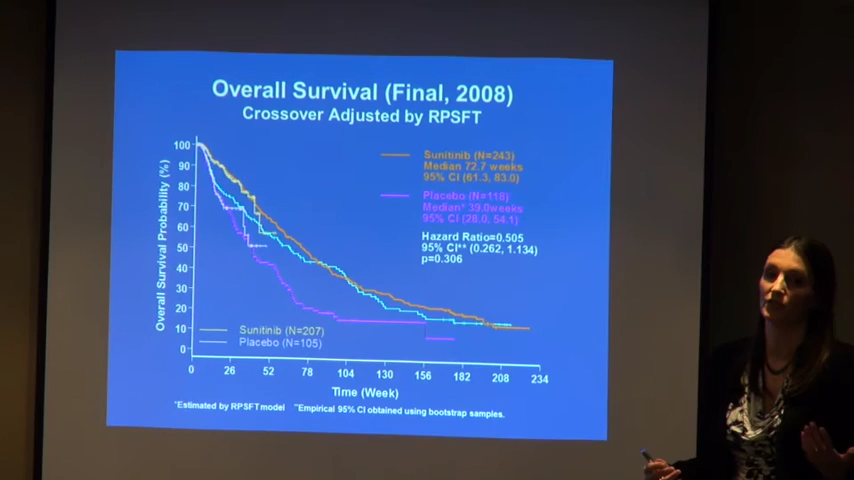 Overall Survival (Final, 2008)
Crossover Adjusted by RPSFT
Overall Survival Probability (%)
100
90
80
70
60
50
40
30
20
10
0
Sunitinib (N=243)
Median 72.7 weeks
95% CI (61.3, 83.0)
Placebo (N=118)
Median* 39.0weeks
95% CI (28.0, 54.1)
Hazard Ratio=0.505
95% CI** (0.262, 1.134)
p=0.306
Sunitinib (N=207)
Placebo (N=105)
0 26 52 78 104 130 156 182 208 234
Time (Week)
*Estimated by RPSFT model **Empirical 95% CI obtained using bootstrap samples.